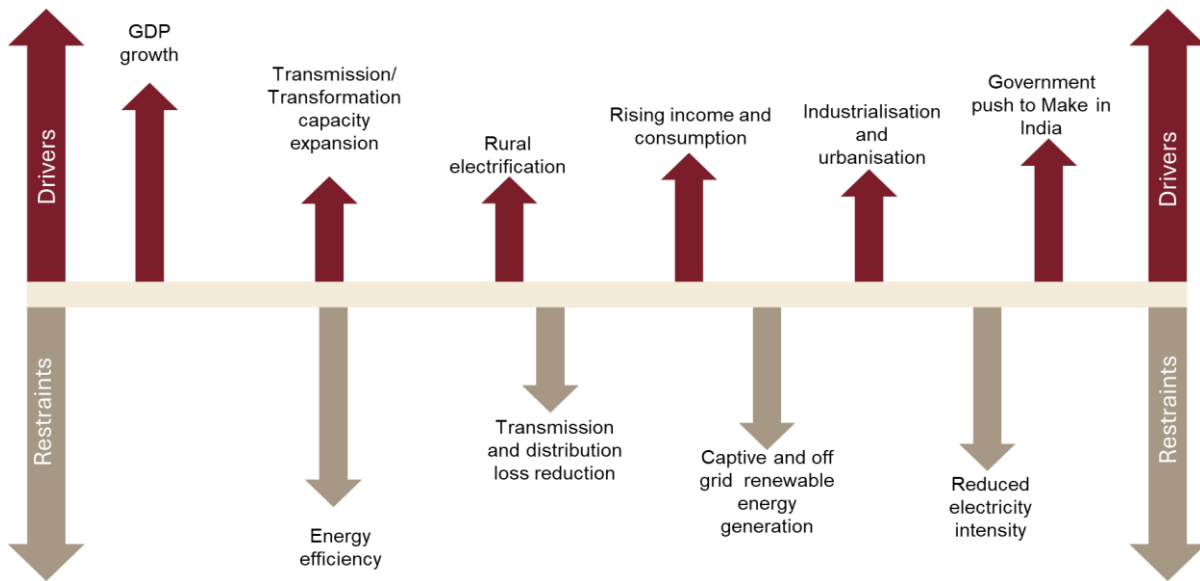 GDP
growth
Transmission/
Transformation
capacity
expansion
Rural
electrification
Rising income and
consumption
Industrialisation
and
urbanisation
Government
push to Make in
India
Drivers
Drivers
Restraints
Restraints
Energy
efficiency
Transmission
and distribution
loss reduction
Captive and off
grid renewable
energy
generation
Reduced
electricity
intensity